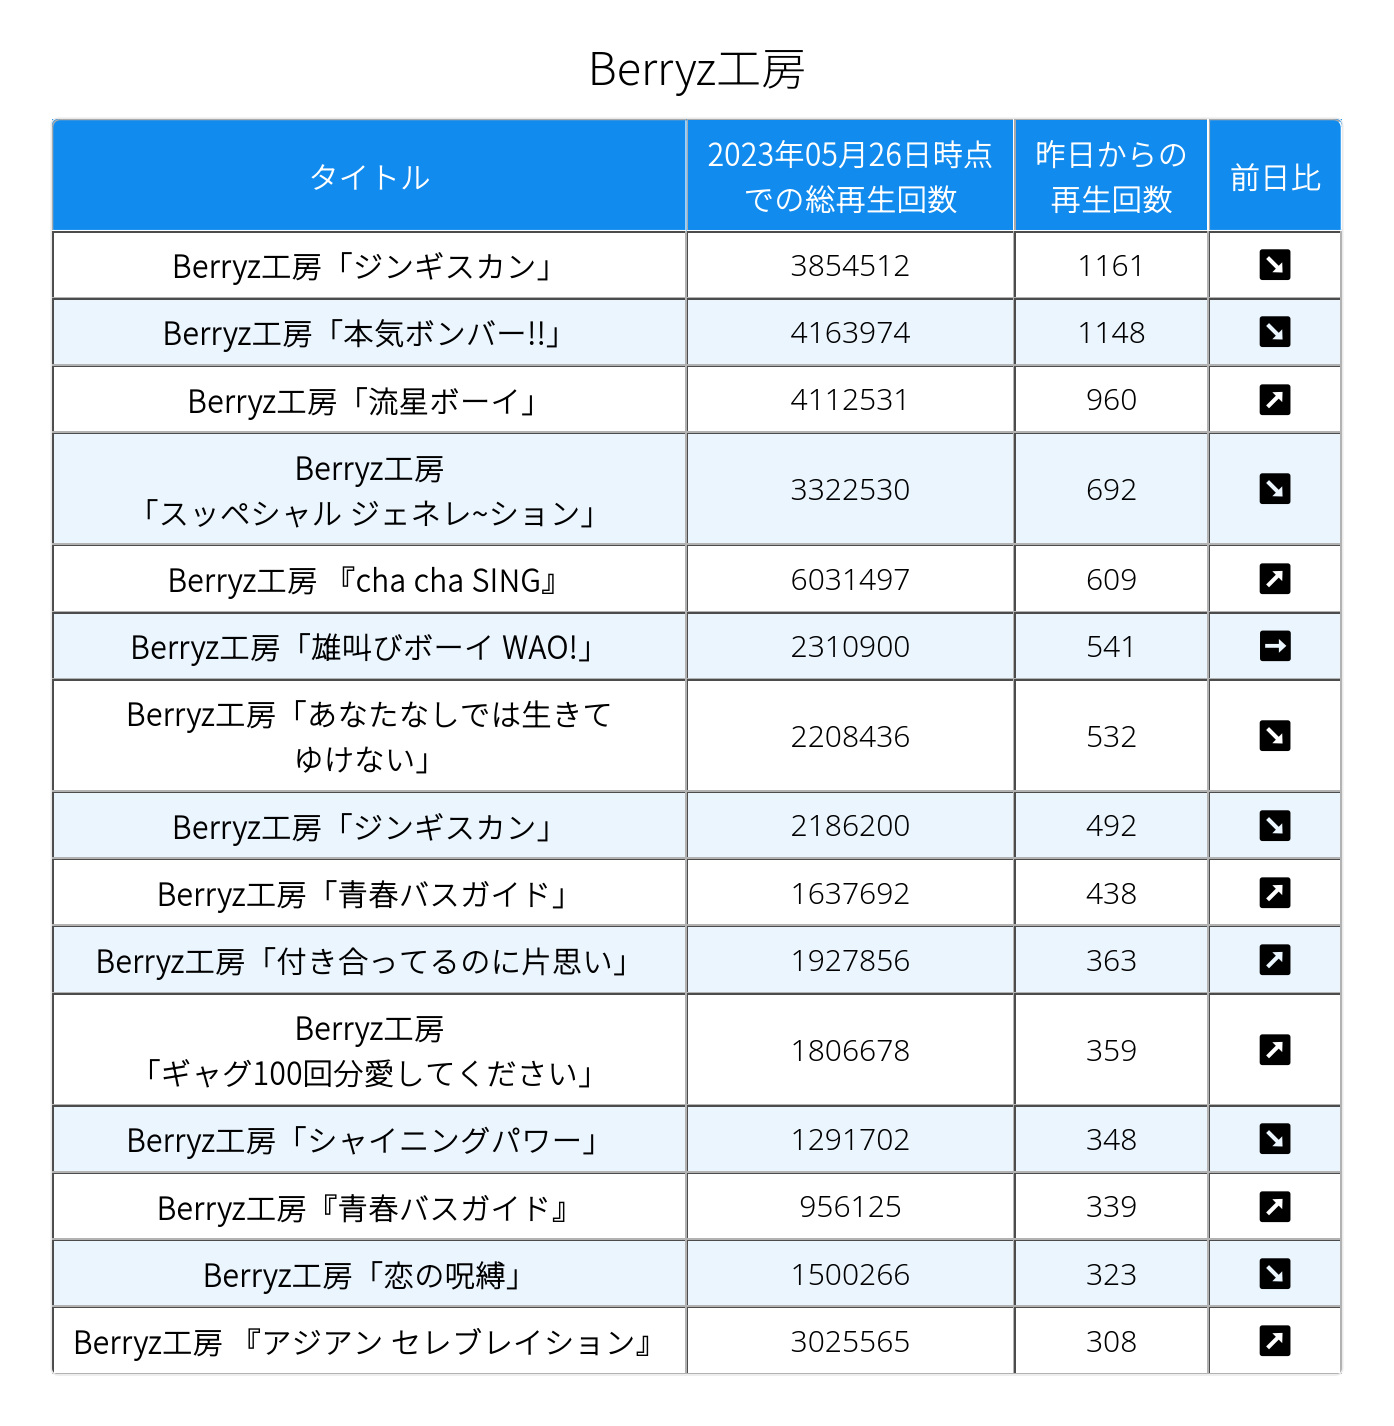 Berryz工房
タイトル
2023年05月26日時点
での総再生回数
昨日からの
再生回数
前日比
Berryz工房「ジンギスカン」 3854512 1161 ↘
Berryz工房「本気ボンバー!!」 4163974 1148 ↘
Berryz工房「流星ボーイ」 4112531 960 ↗
Berryz工房
「スッペシャル ジェネレ~ション」 3322530 692 ↘
Berryz工房 『cha cha SING』 6031497 609 ↗
Berryz工房「雄叫びボーイ WAO!」 2310900 541 →
Berryz工房「あなたなしでは生きて
ゆけない」 2208436 532 ↘
Berryz工房「ジンギスカン」 2186200 492 ↘
Berryz工房「青春バスガイド」 1637692 438 ↗
Berryz工房「付き合ってるのに片思い」 1927856 363 ↗
Berryz工房
「ギャグ100回分愛してください」 1806678 359 ↗
Berryz工房「シャイニングパワー」 1291702 348 ↘
Berryz工房『青春バスガイド』 956125 339 ↗
Berryz工房「恋の呪縛」 1500266 323 ↘
Berryz工房 『アジアン セレブレイション』 3025565 308 ↗